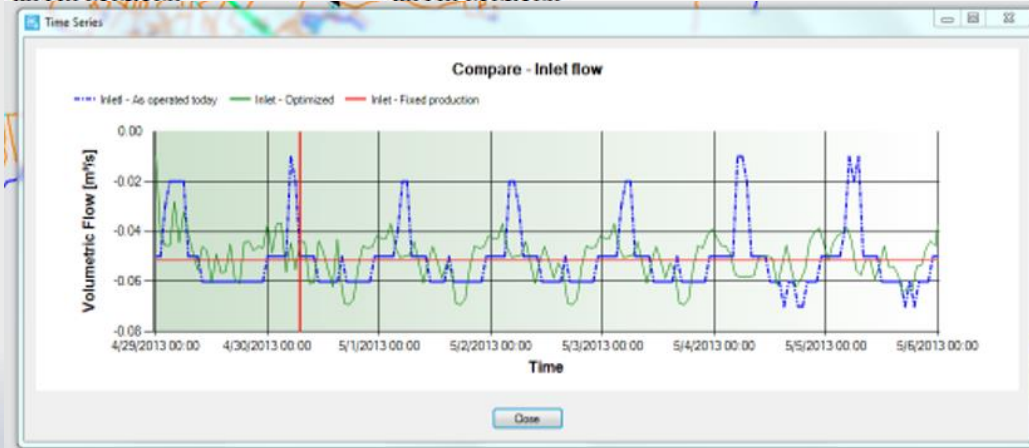 Time Series
Compare - Inlet flow
Inletl - As operated today Inlet - Optimized Inlet - Fixed production
Volumetric Flow [m³/s]
0.00
-0.02
-0.04
-0.06
-0.08
4/29/2013 00:00 4/30/2013 00:00 5/1/2013 00:00 5/2/2013 00:00 5/3/2013 00:00 5/4/2013 00:00 5/5/2013 00:00 5/6/2013 00:00
Time
Close